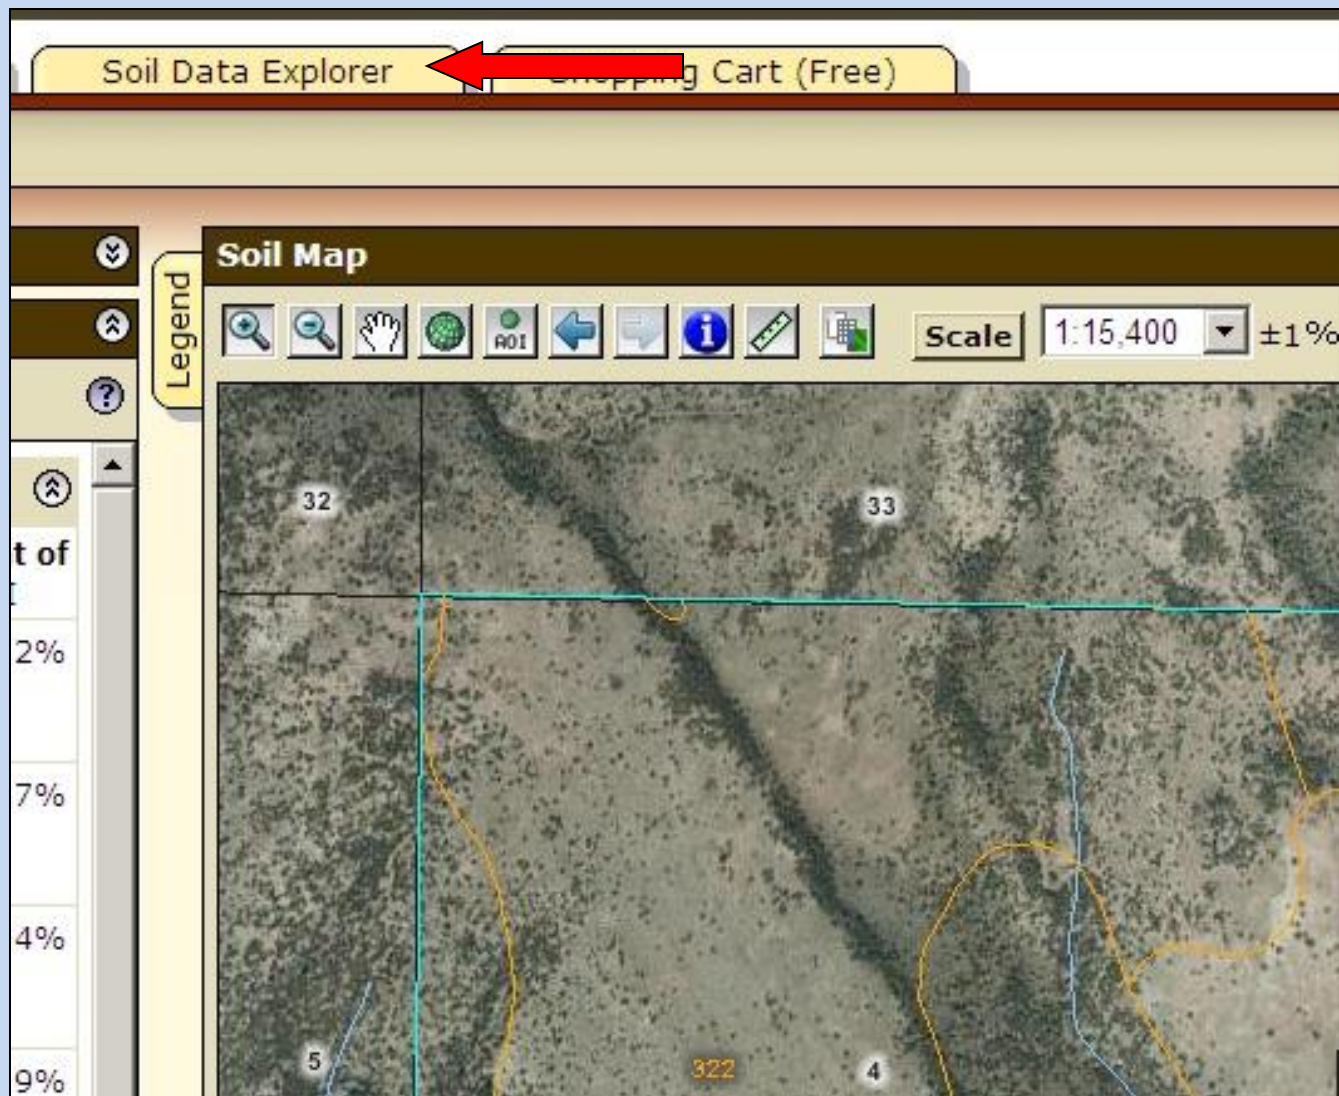 Soil Data Explorer
Shopping Cart (Free)
Legend
Soil Map
AOI
i
Scale
1:15,400
±1%
?
t of
2%
7%
4%
9%
32
33
5
322
4